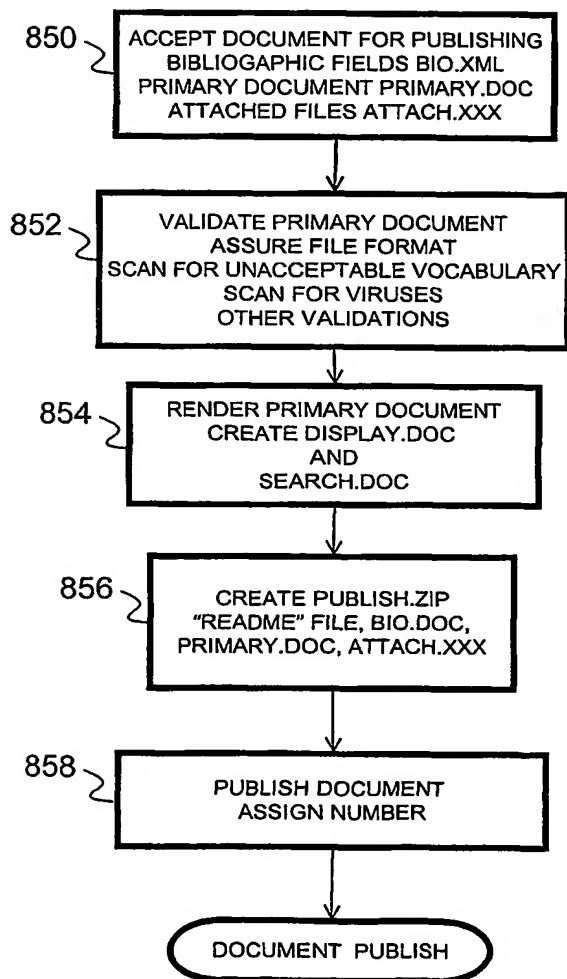 850
ACCEPT DOCUMENT FOR PUBLISHING
BIBLIOGAPHIC FIELDS BIO.XML
PRIMARY DOCUMENT PRIMARY.DOC
ATTACHED FILES ATTACH.XXX
852
VALIDATE PRIMARY DOCUMENT
ASSURE FILE FORMAT
SCAN FOR UNACCEPTABLE VOCABULARY
SCAN FOR VIRUSES
OTHER VALIDATIONS
854
RENDER PRIMARY DOCUMENT
CREATE DISPLAY.DOC
AND
SEARCH.DOC
856
CREATE PUBLISH.ZIP
"README" FILE, BIO.DOC,
PRIMARY.DOC, ATTACH.XXX
858
PUBLISH DOCUMENT
ASSIGN NUMBER
DOCUMENT PUBLISH